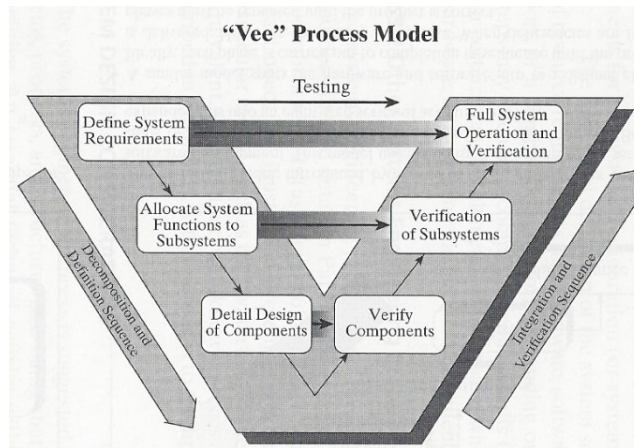 “Vee” Process Model
Testing
Define System
Requirements
Full System
Operation and
Verification
Allocate System
Functions to
Subsystems
Verification
of Subsystems
Detail Design
of Components
Verify
Components
Decomposition and
Definition Sequence
Integration and
Verification Sequence